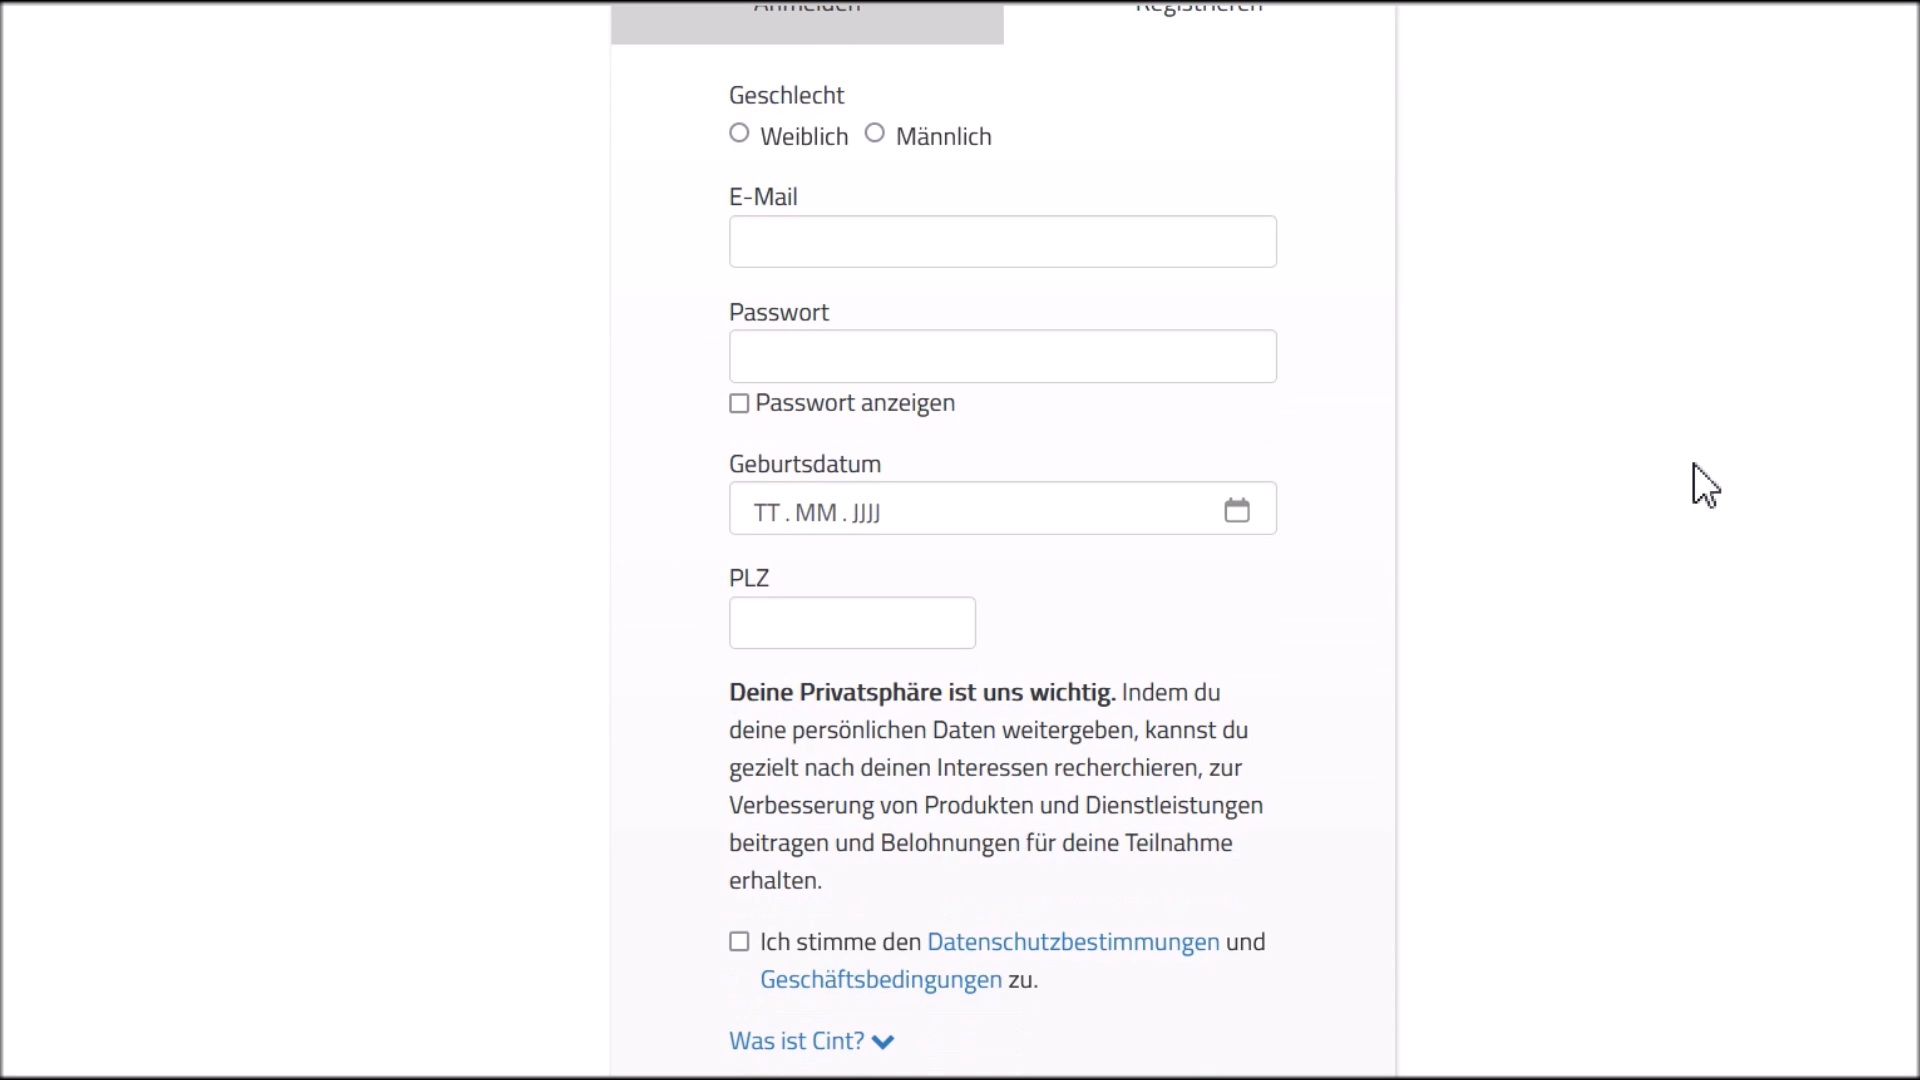 Anmelden Registrieren
Geschlecht
Weiblich Männlich
E-Mail
Passwort
Passwort anzeigen
Geburtsdatum
TT . MM . JJJJ
PLZ
Deine Privatsphäre ist uns wichtig. Indem du
deine persönlichen Daten weitergeben, kannst du
gezielt nach deinen Interessen recherchieren, zur
Verbesserung von Produkten und Dienstleistungen
beitragen und Belohnungen für deine Teilnahme
erhalten.
Ich stimme den Datenschutzbestimmungen und
Geschäftsbedingungen zu.
Was ist Cint?